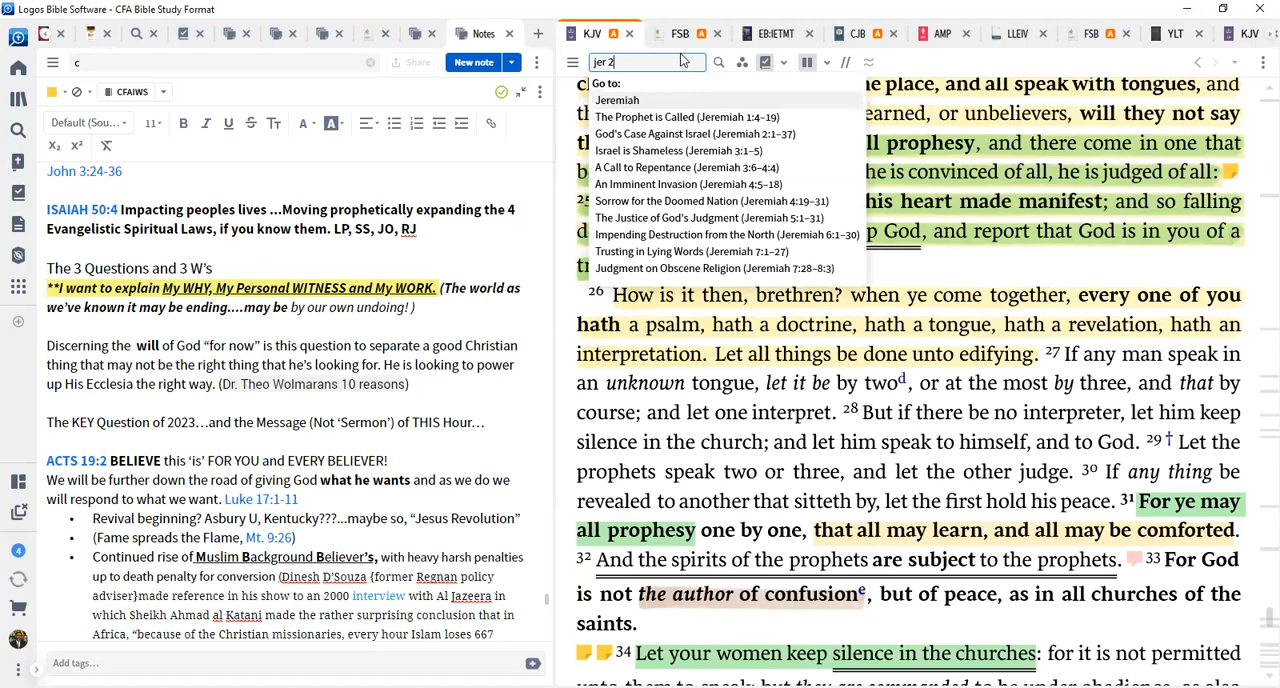 Logos Bible Software - CFA Bible Study Format
Notes
KJV A
FSB A
EB:IETMT
CJB A
AMP
LLEIV
FSB A
YLT
KJV
c
Share
New note
jer 2
CFAIWS
Default (Sou...
11
B I U S Tт A A
X₂ X²
John 3:24-36
ISAIAH 50:4 Impacting peoples lives ...Moving prophetically expanding the 4
Evangelistic Spiritual Laws, if you know them. LP, SS, JO, RJ
The 3 Questions and 3 W's
**I want to explain My WHY, My Personal WITNESS and My WORK. (The world as
we've known it may be ending....may be by our own undoing! )
Discerning the will of God “for now” is this question to separate a good Christian
thing that may not be the right thing that he's looking for. He is looking to power
up His Ecclesia the right way. (Dr. Theo Wolmarans 10 reasons)
The KEY Question of 2023...and the Message (Not ‘Sermon’) of THIS Hour...
ACTS 19:2 BELIEVE this ‘is’ FOR YOU and EVERY BELIEVER!
We will be further down the road of giving God what he wants and as we do we
will respond to what we want. Luke 17:1-11
• Revival beginning? Asbury U, Kentucky???...maybe so, “Jesus Revolution”
• (Fame spreads the Flame, Mt. 9:26)
• Continued rise of Muslim Background Believer's, with heavy harsh penalties
up to death penalty for conversion (Dinesh D'Souza {former Regnan policy
adviser}made reference in his show to an 2000 interview with Al Jazeera in
which Sheikh Ahmad al Katani made the rather surprising conclusion that in
Africa, “because of the Christian missionaries, every hour Islam loses 667
Add tags...
4
Go to:
Jeremiah
The Prophet is Called (Jeremiah 1:4–19)
God's Case Against Israel (Jeremiah 2:1–37)
Israel is Shameless (Jeremiah 3:1–5)
A Call to Repentance (Jeremiah 3:6–4:4)
An Imminent Invasion (Jeremiah 4:5–18)
Sorrow for the Doomed Nation (Jeremiah 4:19–31)
The Justice of God's Judgment (Jeremiah 5:1–31)
Impending Destruction from the North (Jeremiah 6:1–30)
Trusting in Lying Words (Jeremiah 7:1–27)
Judgment on Obscene Religion (Jeremiah 7:28–8:3)
place, and all speak with tongues, and
learned, or unbelievers, will they not say
all prophesy, and there come in one that
he is convined of all, he is judged of all:
25 his heart made manifest; and so falling
God, and report that God is in you of a
26 How is it then, brethren? when ye come together, every one of you
hath a psalm, hath a doctrine, hath a tongue, hath a revelation, hath an
interpretation. Let all things be done unto edifying. 27 If any man speak in
an unknown tongue, let it be by twoᵈ, or at the most by three, and that by
course; and let one interpret. 28 But if there be no interpreter, let him keep
silence in the church; and let him speak to himself, and to God. 29 † Let the
prophets speak two or three, and let the other judge. 30 If any thing be
revealed to another that sitteth by, let the first hold his peace. 31 For ye may
all prophesy one by one, that all may learn, and all may be comforted.
32 And the spirits of the prophets are subject to the prophets. 33 For God
is not the author of confusionᵉ, but of peace, as in all churches of the
saints.
34 Let your women keep silence in the churches: for it is not permitted
unto them to speak; but they are commanded to be under obedience, as also